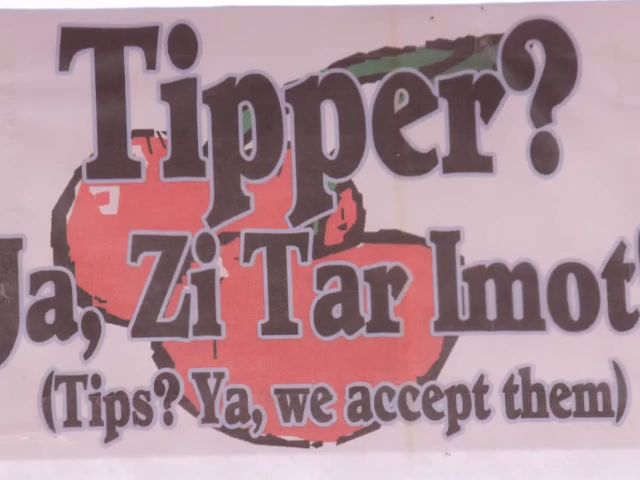 Tipper?
Ja, Zi Tar Imot
(Tips? Ya, we accept them)